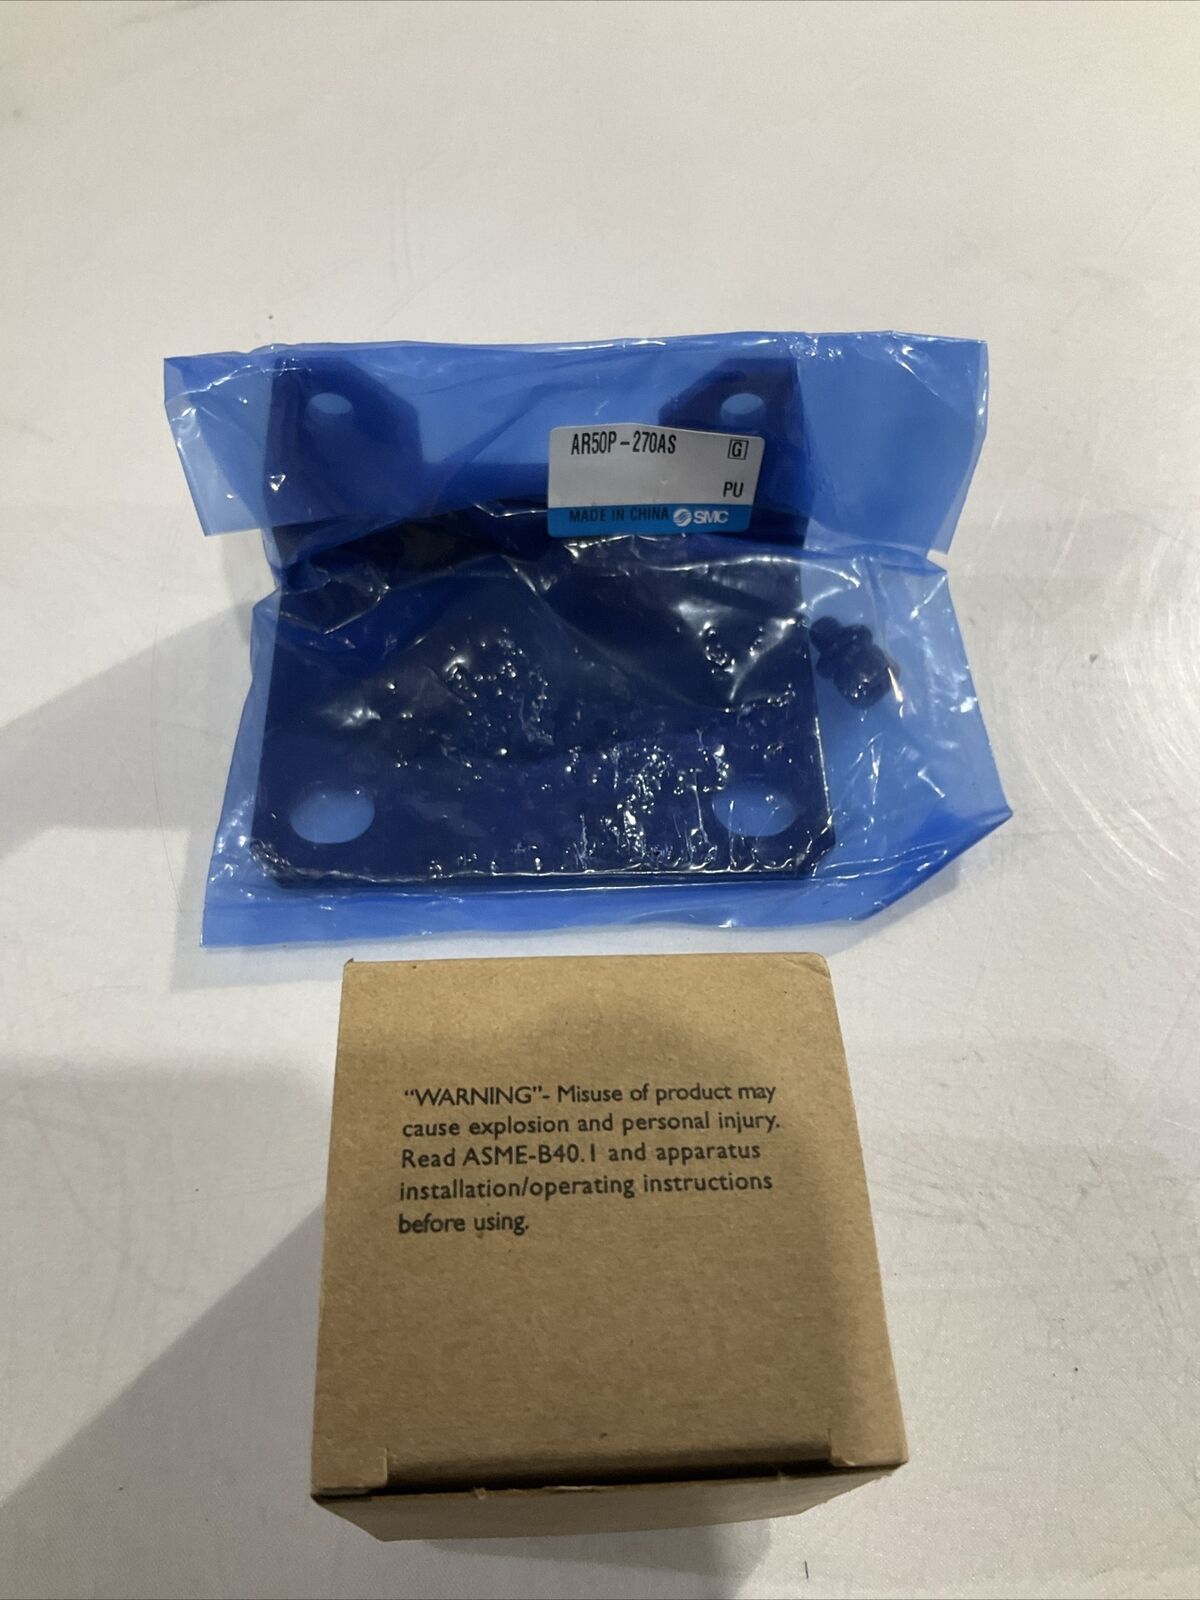 AR50P-270AS G
PU
MADE IN CHINA SMC
“WARNING”- Misuse of product may
cause explosion and personal injury.
Read ASME-B40.1 and apparatus
installation/operating instructions
before using.